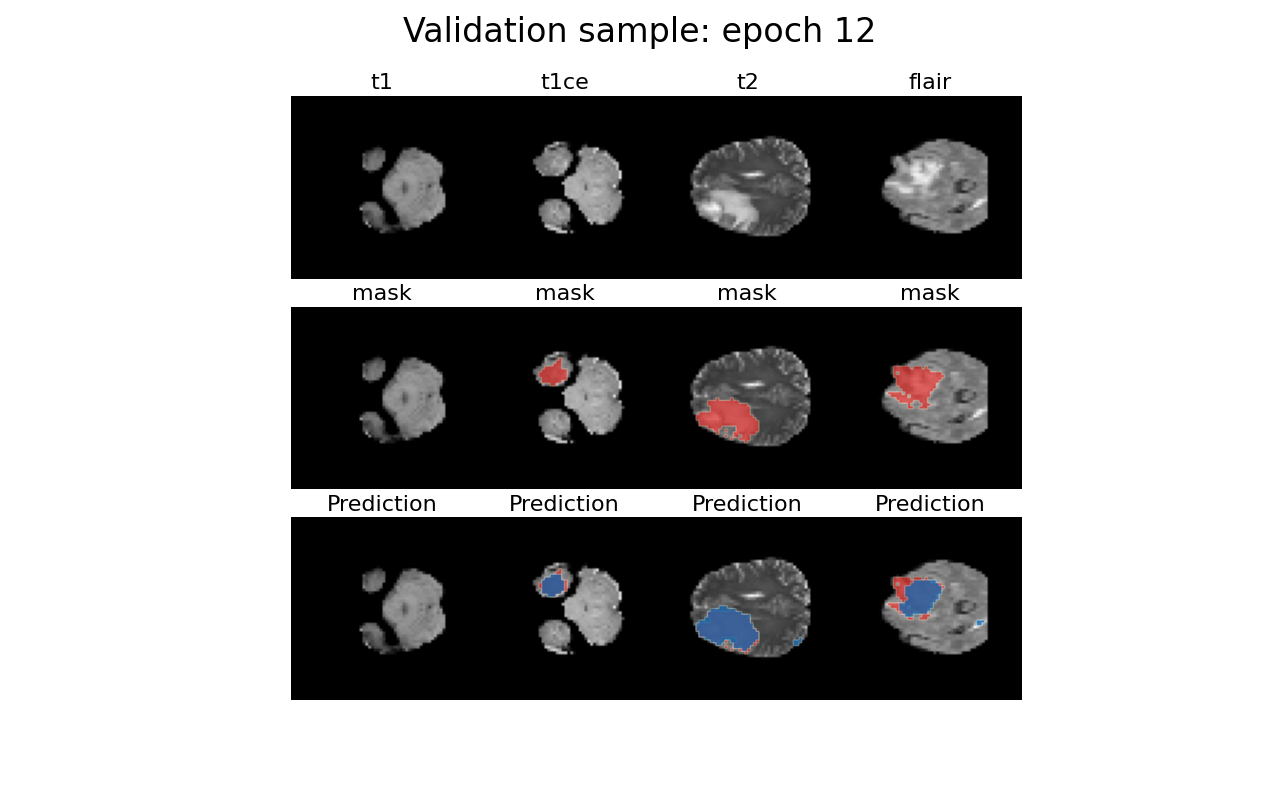 Validation sample: epoch 12
t1 t1ce t2 flair
mask mask mask mask
Prediction Prediction Prediction Prediction